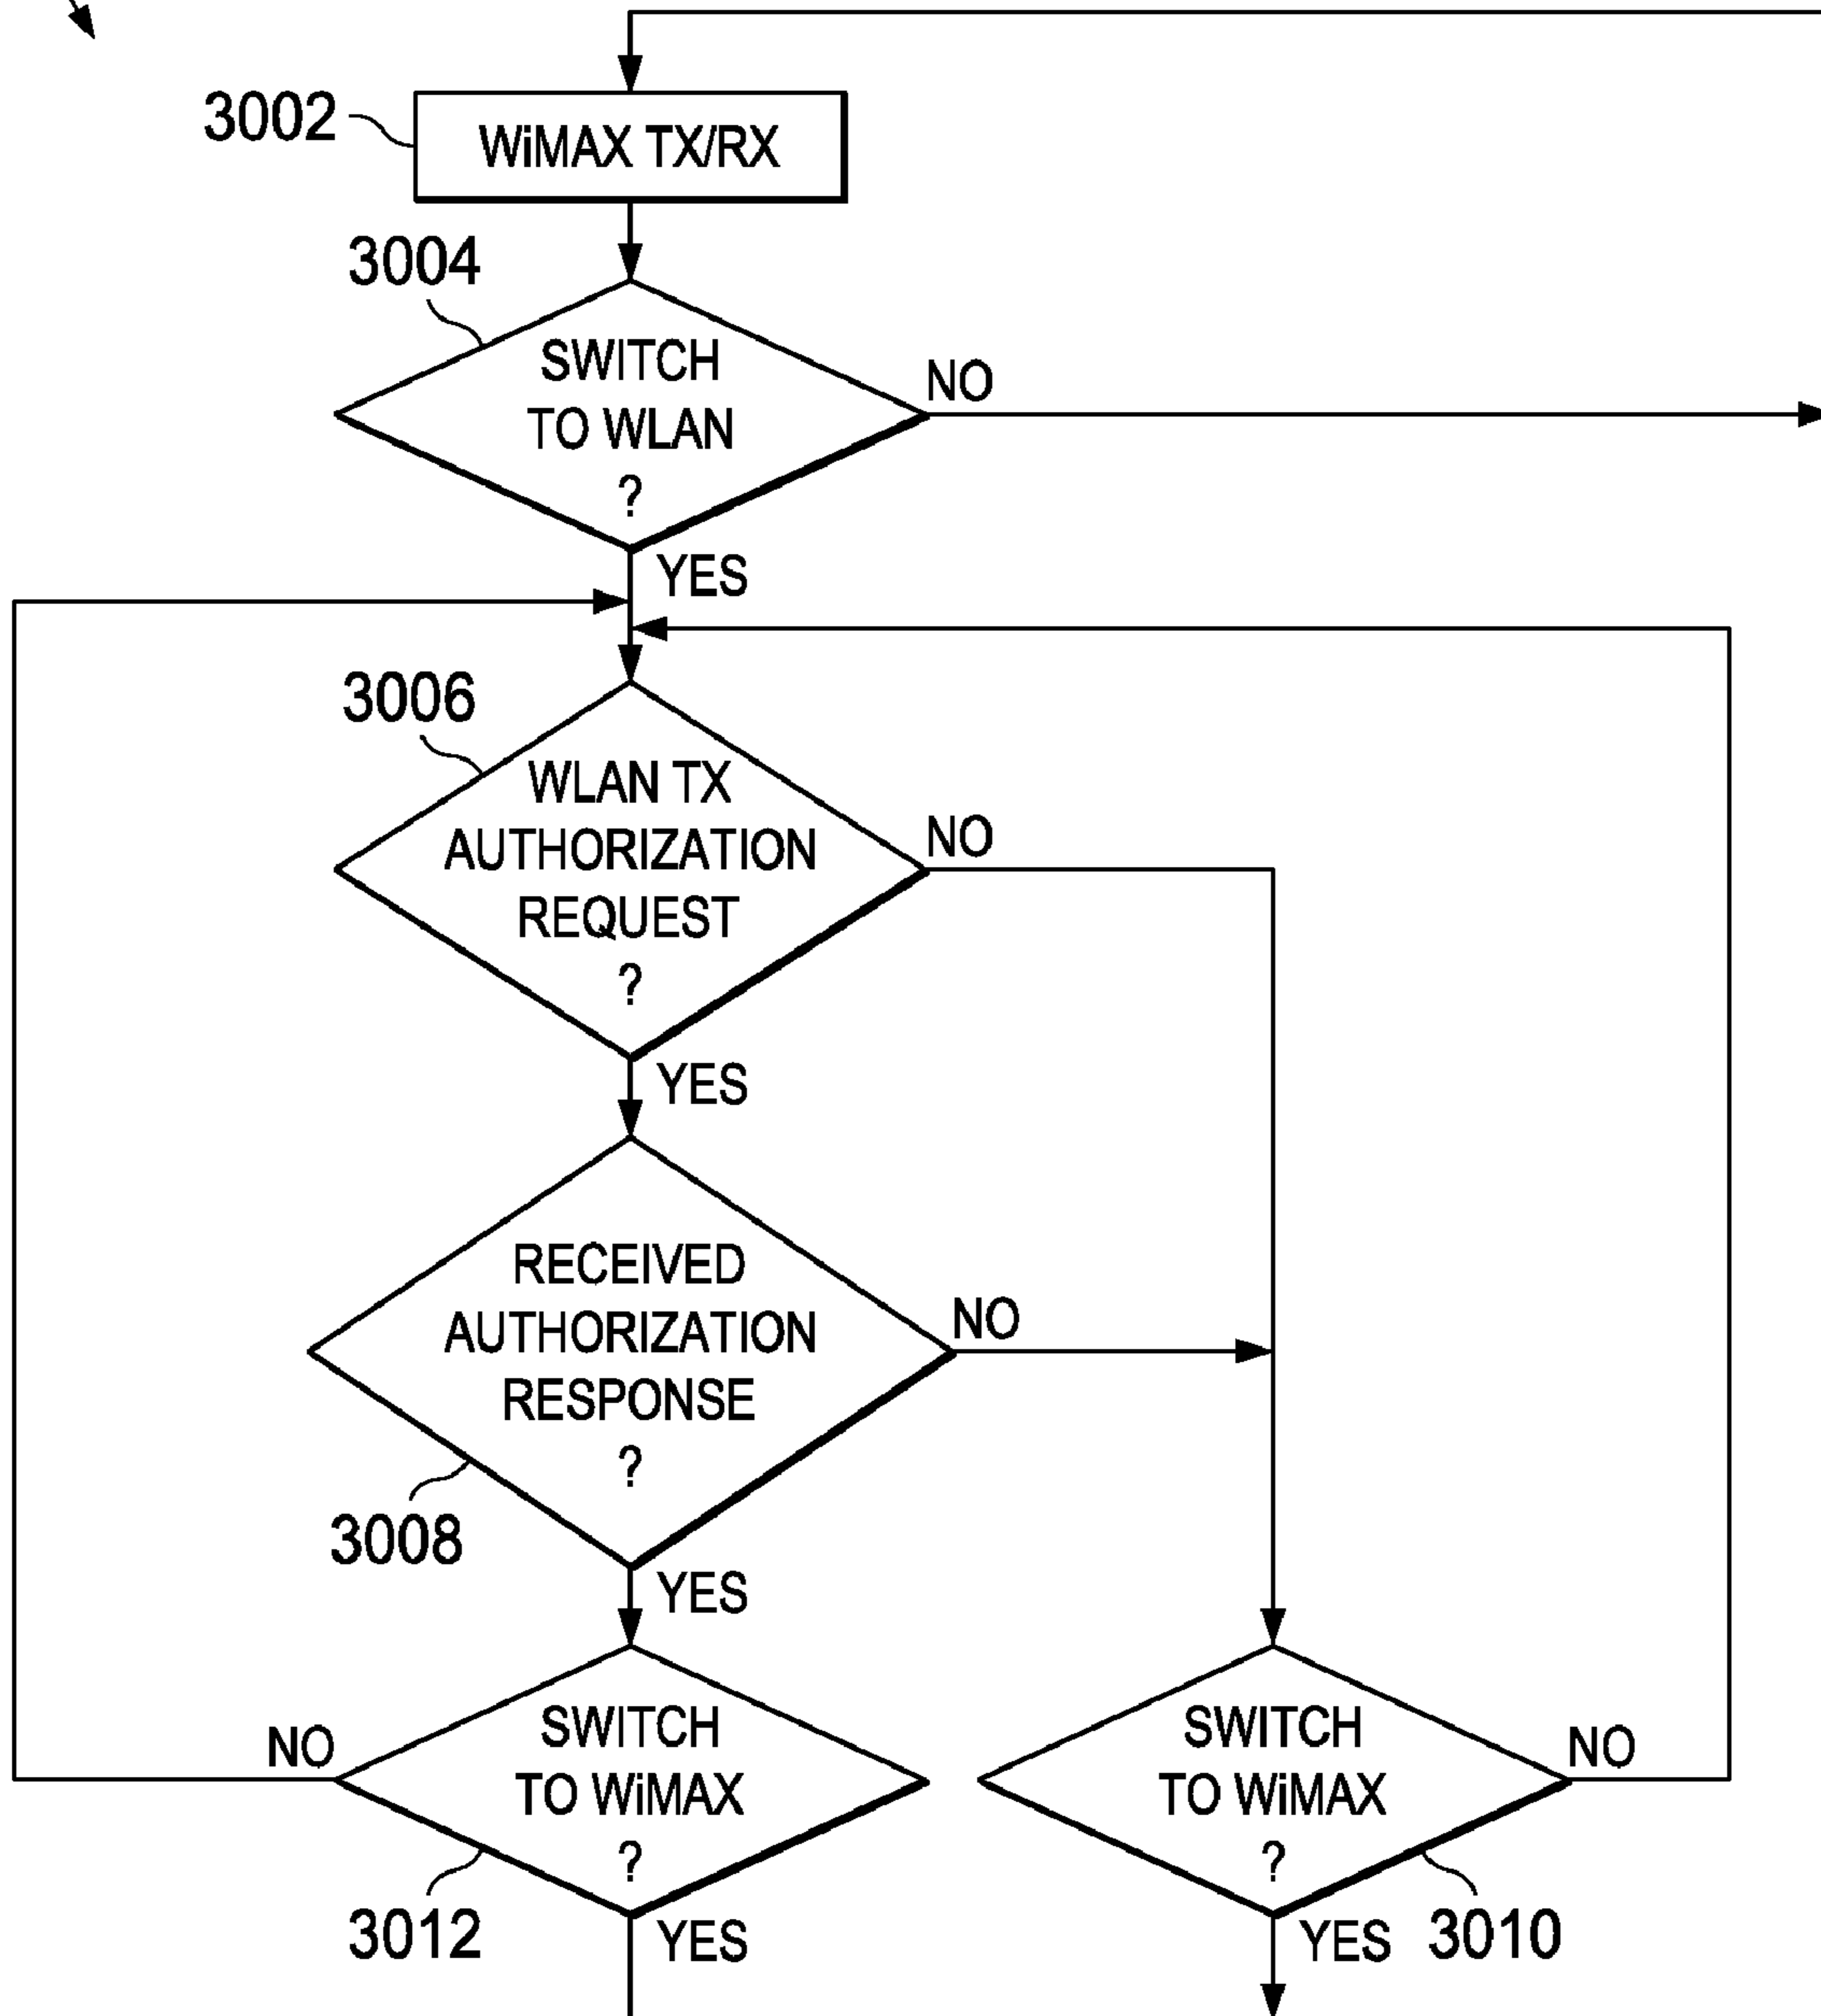 3002
WiMAX TX/RX
3004
SWITCH
TO WLAN
?
NO
YES
3006
WLAN TX
AUTHORIZATION
REQUEST
?
NO
YES
RECEIVED
AUTHORIZATION
RESPONSE
?
NO
3008
YES
NO
SWITCH
TO WiMAX
?
3012
YES
SWITCH
TO WiMAX
?
NO
YES
3010